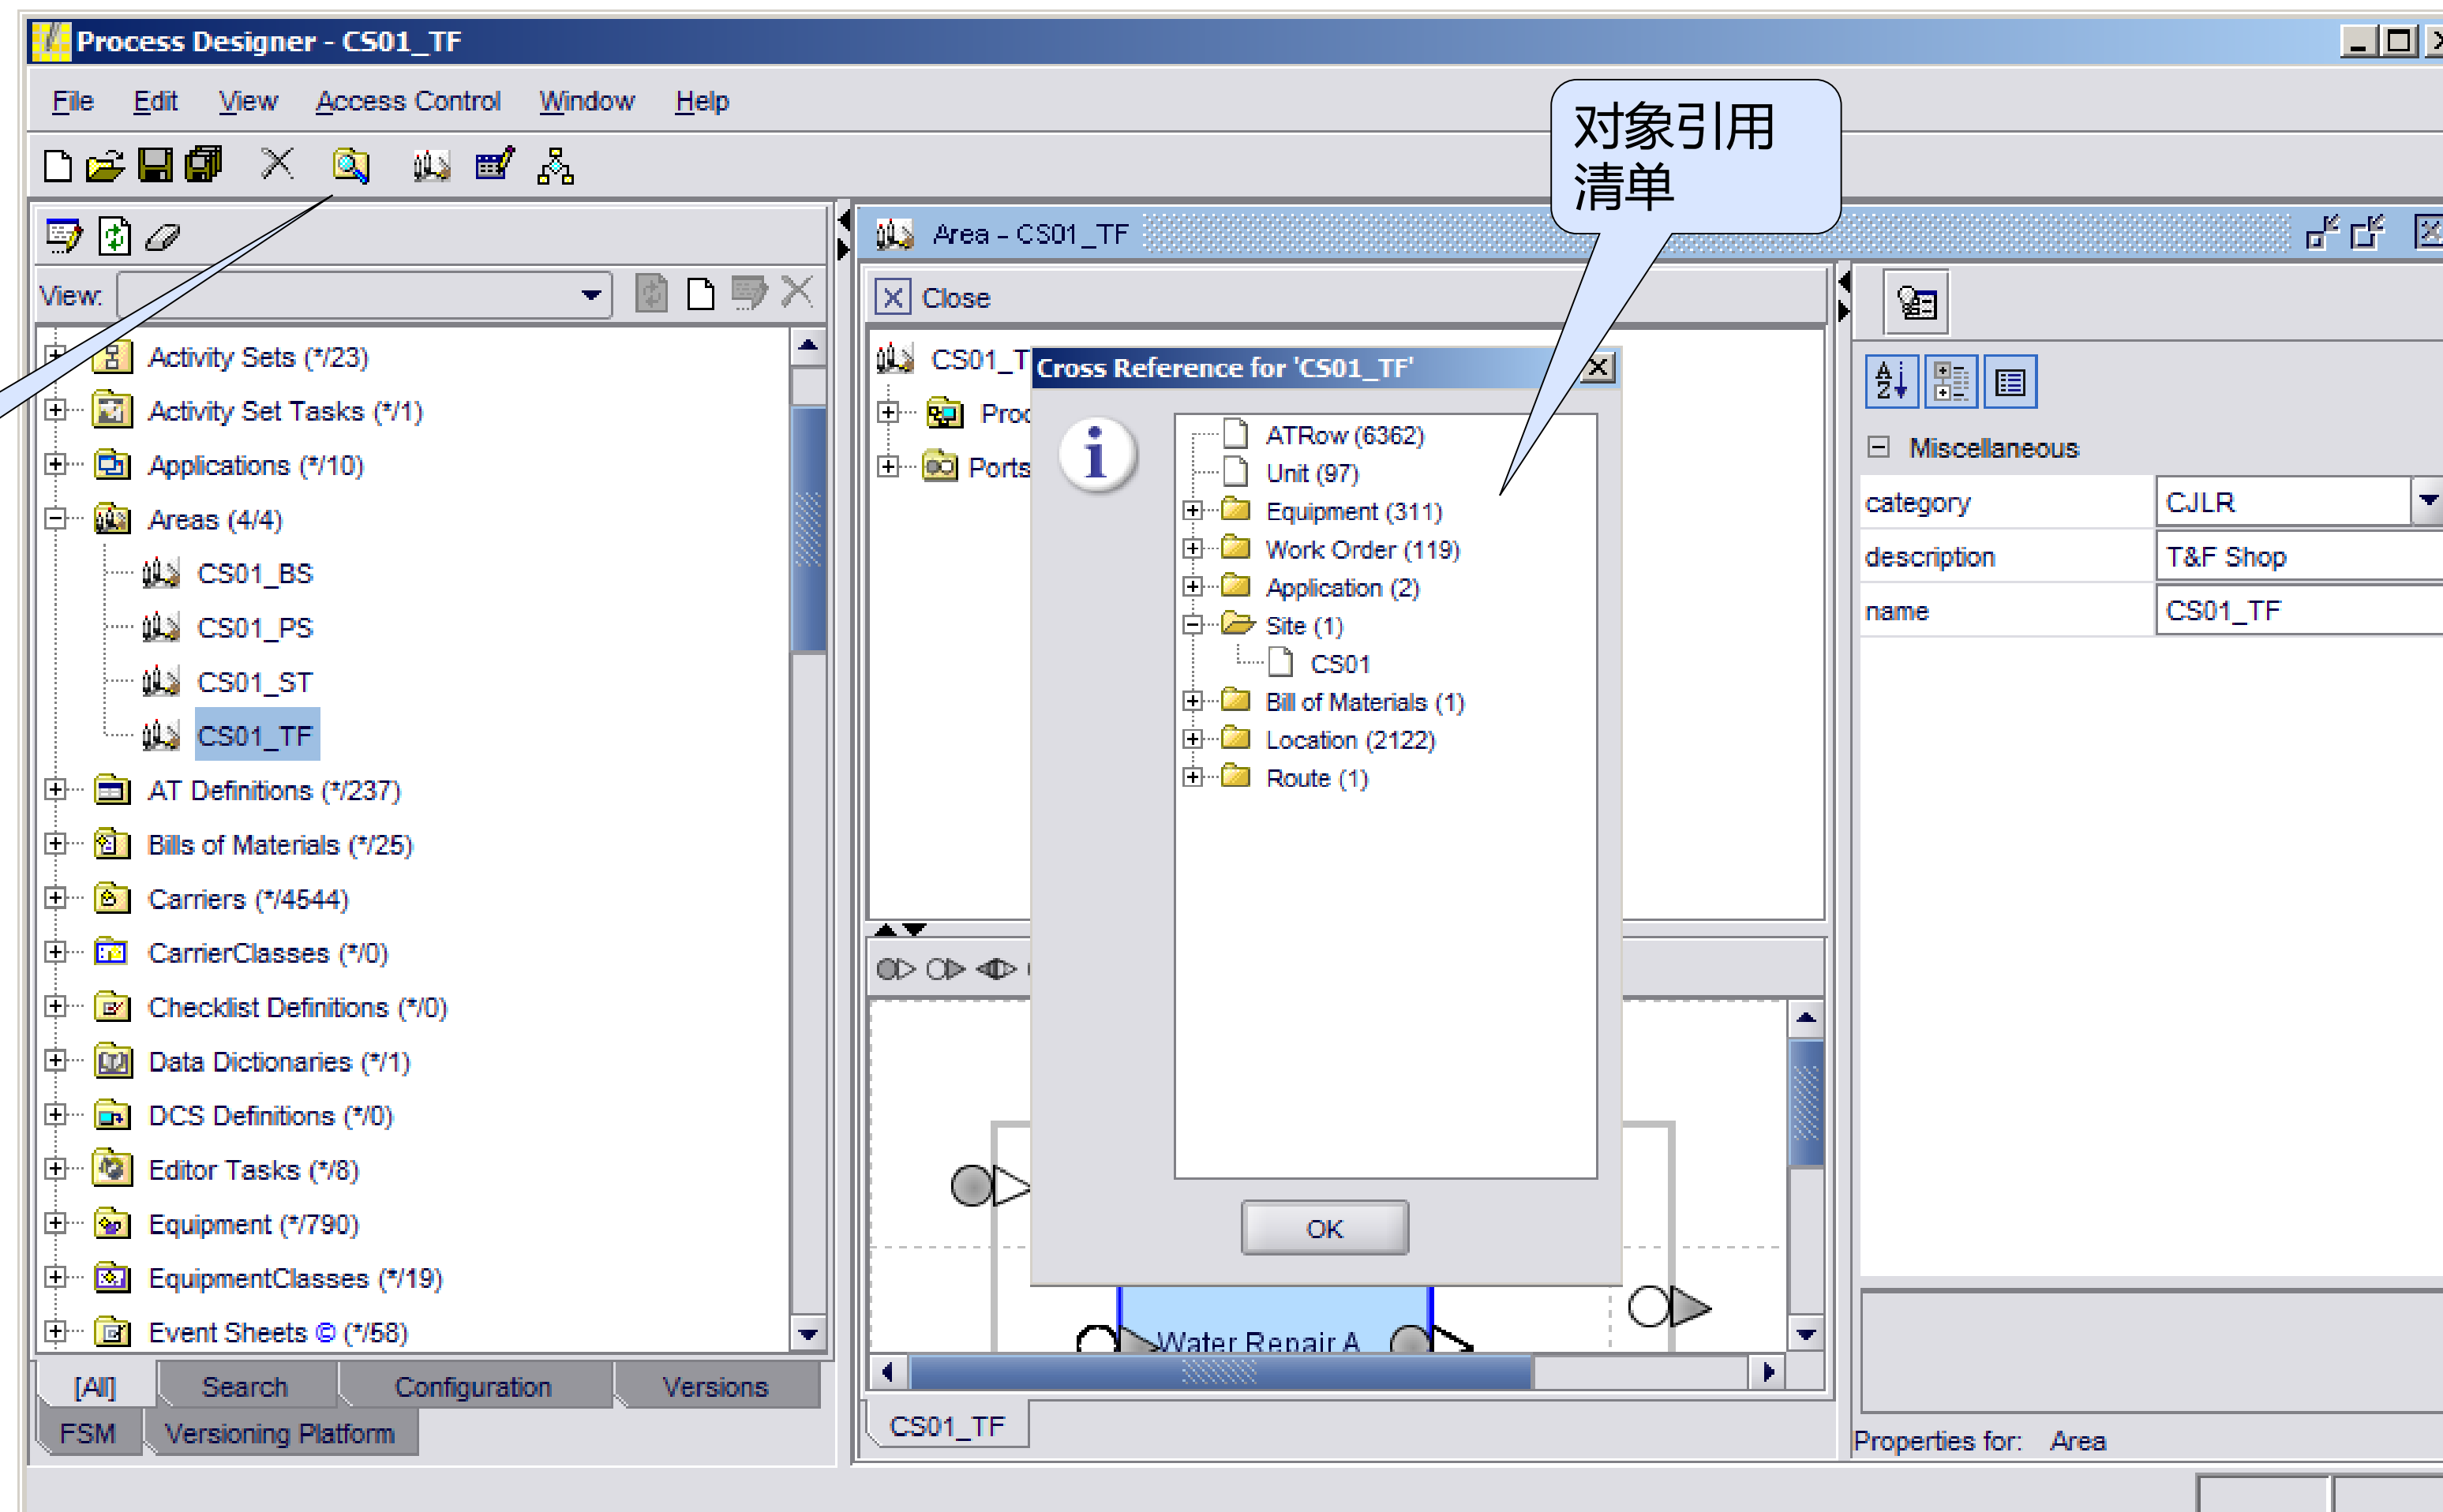 Process Designer - CS01_TF
File Edit View Access Control Window Help
对象引用
清单
View:
Activity Sets (*/23)
Activity Set Tasks (*/1)
Applications (*/10)
Areas (4/4)
CS01_BS
CS01_PS
CS01_ST
CS01_TF
AT Definitions (*/237)
Bills of Materials (*/25)
Carriers (*/4544)
CarrierClasses (*/0)
Checklist Definitions (*/0)
Data Dictionaries (*/1)
DCS Definitions (*/0)
Editor Tasks (*/8)
Equipment (*/790)
EquipmentClasses (*/19)
Event Sheets © (*/58)
[All] Search Configuration Versions
FSM Versioning Platform
Area - CS01_TF
Close
CS01_T
Proc
Ports
Cross Reference for 'CS01_TF'
ATRow (6362)
Unit (97)
Equipment (311)
Work Order (119)
Application (2)
Site (1)
CS01
Bill of Materials (1)
Location (2122)
Route (1)
OK
Water Repair A
CS01_TF
Miscellaneous
category CJLR
description T&F Shop
name CS01_TF
Properties for: Area